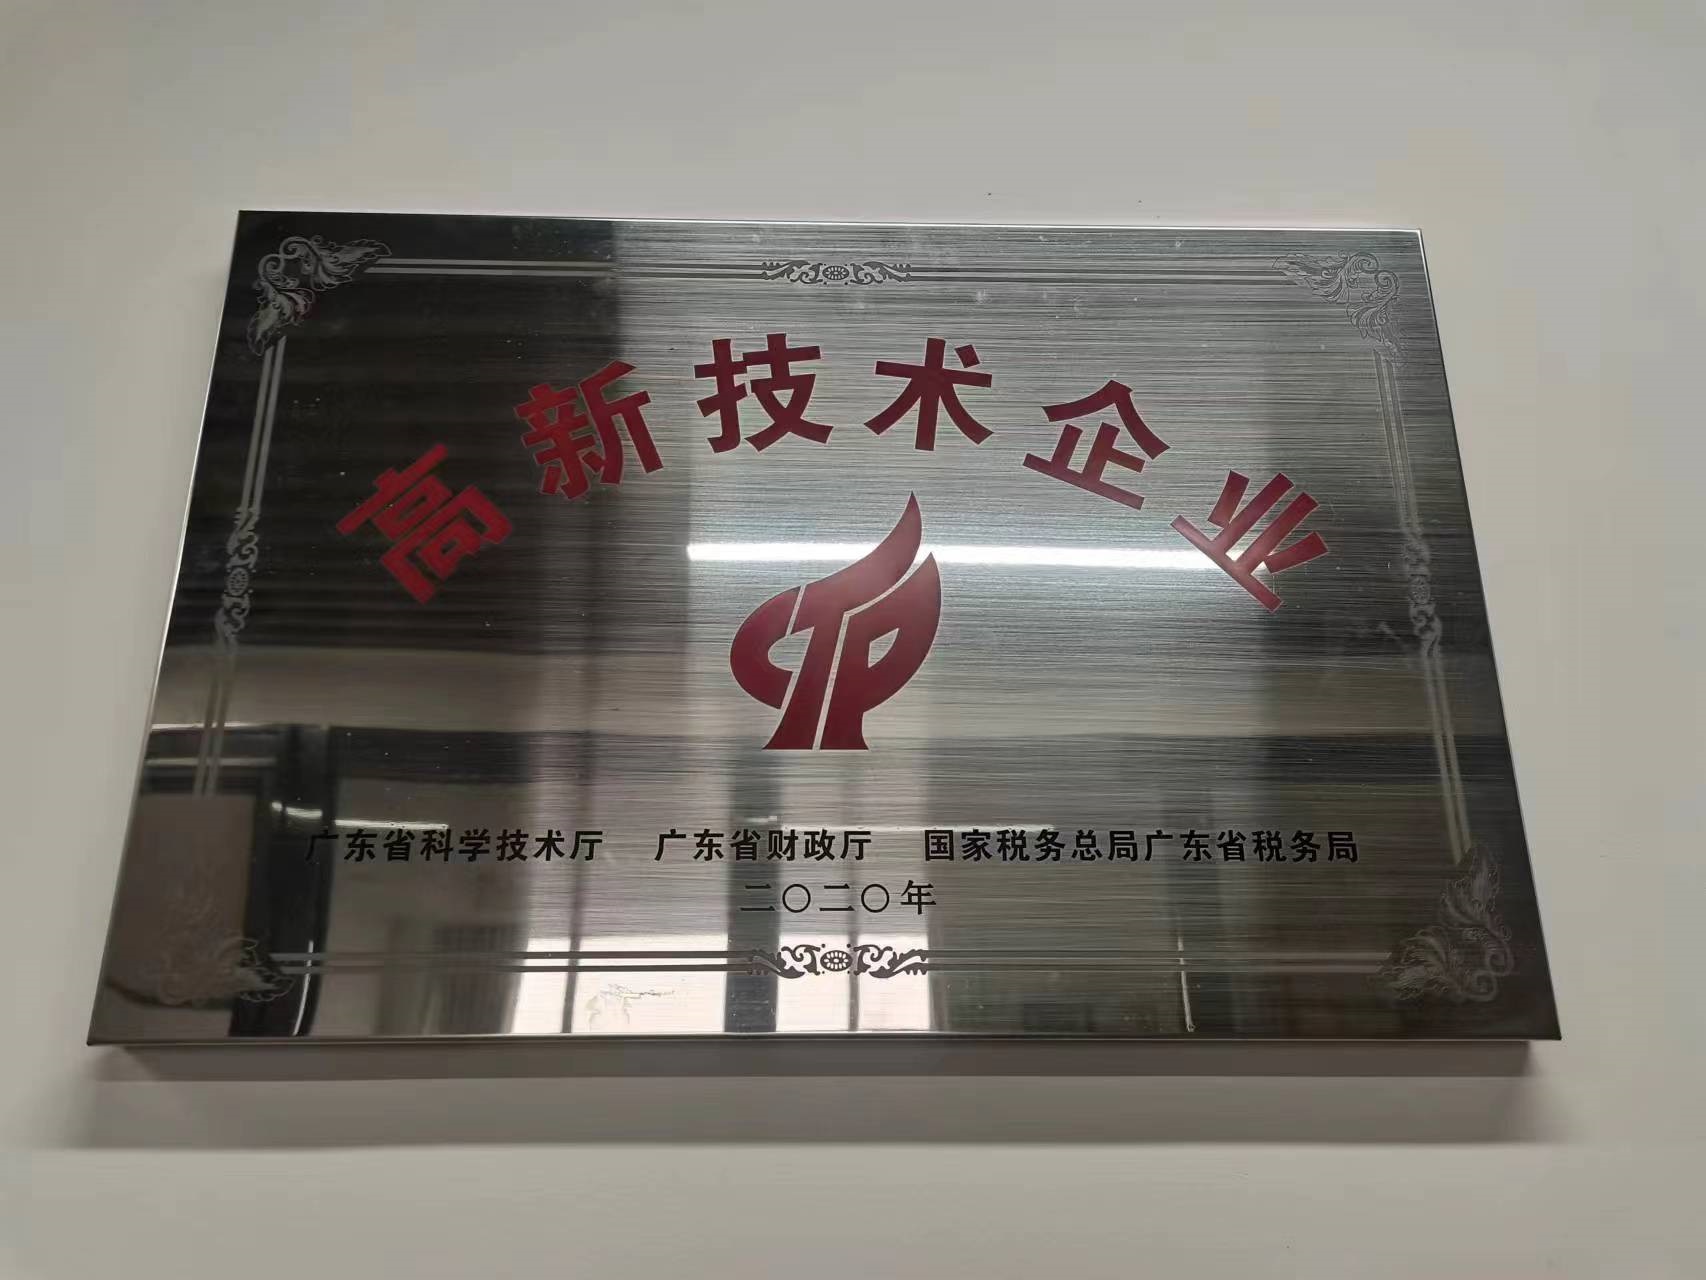 高新技术企业
广东省科学技术厅 广东省财政厅 国家税务总局广东省税务局
二〇二〇年